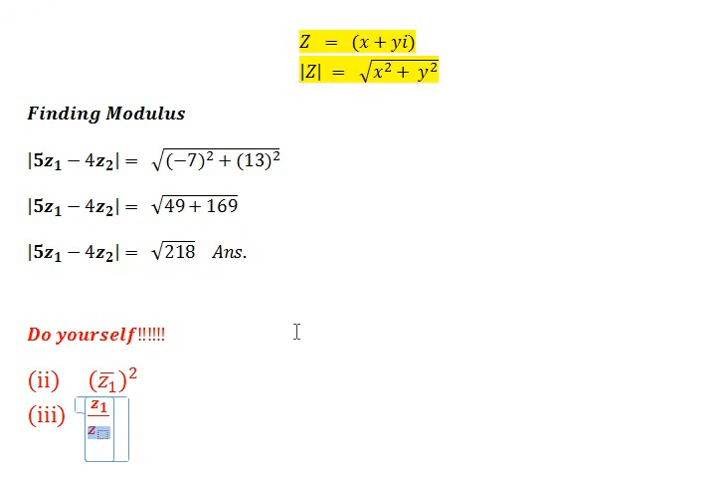 Z = (x + yi)
|Z| = √(x² + y²)
Finding Modulus
|5z₁ − 4z₂| = √((−7)² + (13)²)
|5z₁ − 4z₂| = √(49 + 169)
|5z₁ − 4z₂| = √218 Ans.
Do yourself!!!!!!
(ii) (z̅₁)²
(iii) z₁/z